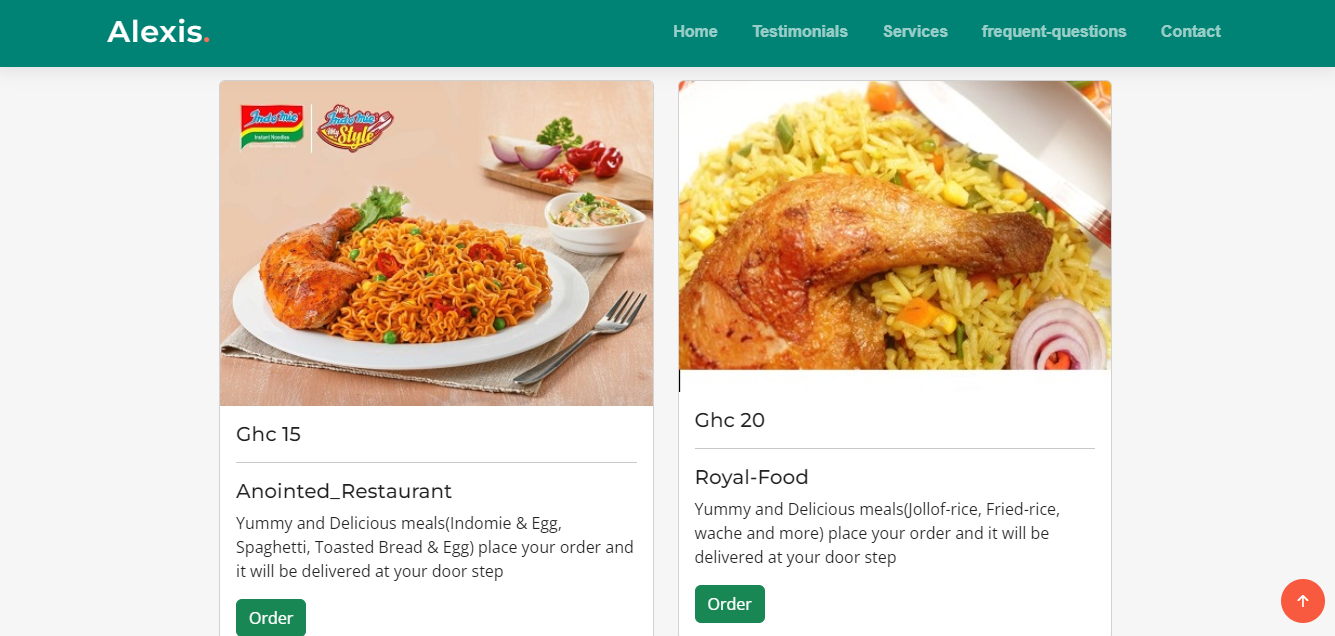 Alexis.
Home Testimonials Services frequent-questions Contact
Indomie
Instant Noodles
My
Indomie
My
Style
Ghc 15
Anointed_Restaurant
Yummy and Delicious meals(Indomie & Egg,
Spaghetti, Toasted Bread & Egg) place your order and
it will be delivered at your door step
Order
Ghc 20
Royal-Food
Yummy and Delicious meals(Jollof-rice, Fried-rice,
wache and more) place your order and it will be
delivered at your door step
Order